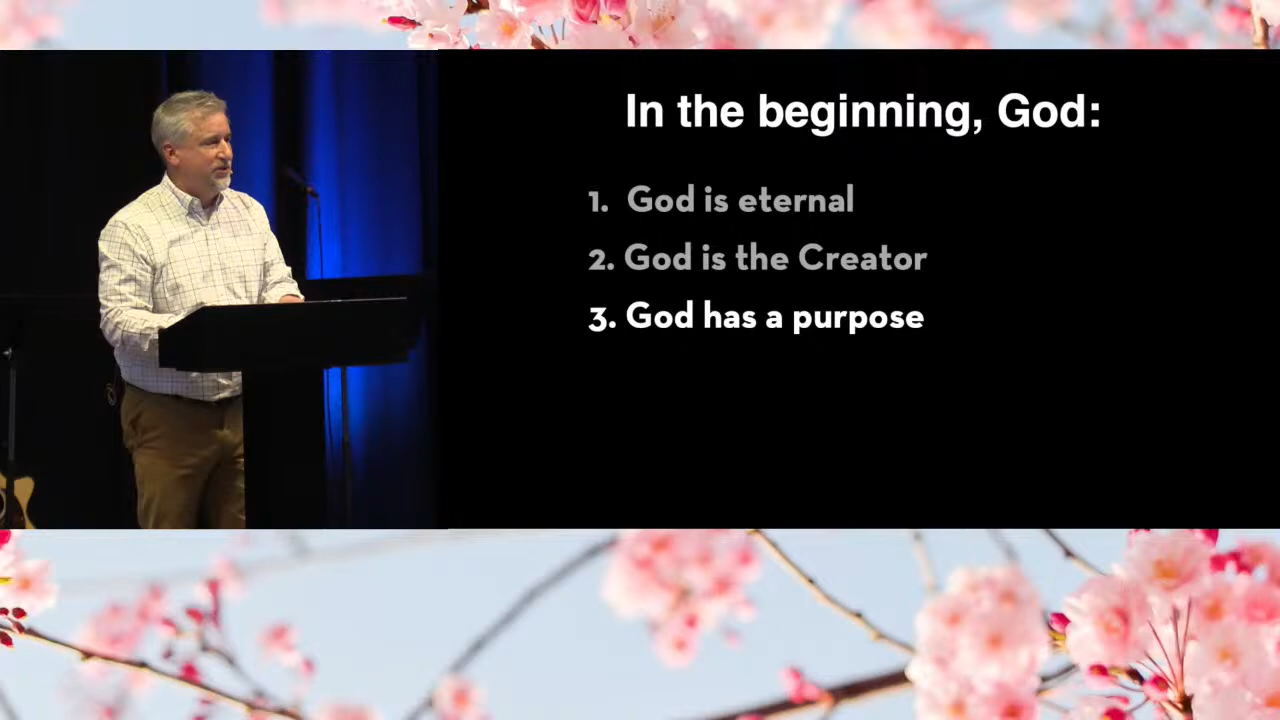 In the beginning, God:
1. God is eternal
2. God is the Creator
3. God has a purpose